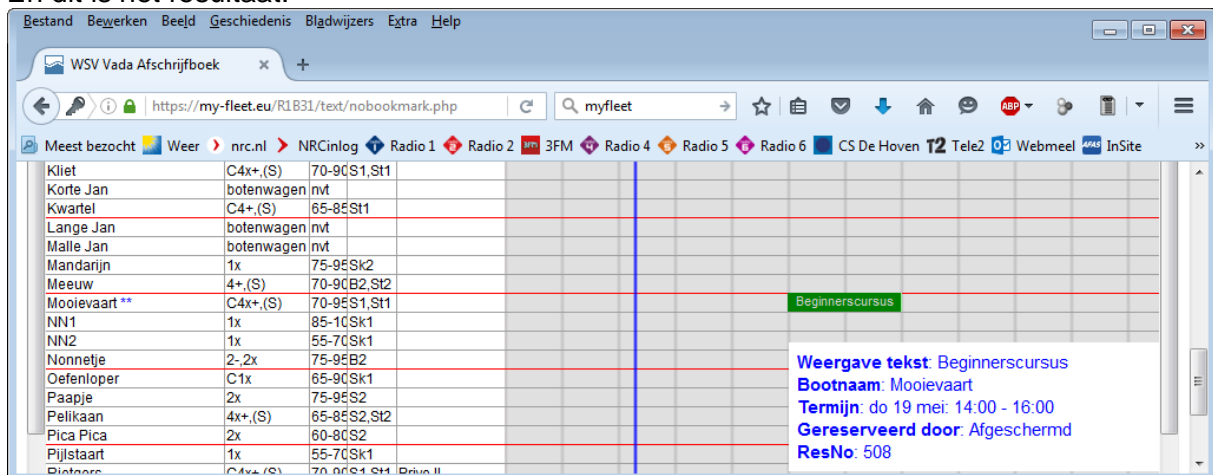 En dit is het resultaat:
Bestand Bewerken Beeld Geschiedenis Bladwijzers Extra Help
WSV Vada Afschrijfboek × +
https://my-fleet.eu/R1B31/text/nobookmark.php myfleet ABP
Meest bezocht Weer nrc.nl NRCinlog Radio 1 Radio 2 3FM Radio 4 Radio 5 Radio 6 CS De Hoven T2 Tele2 Webmeel InSite »
Kliet C4x+,(S) 70-90 S1,St1
Korte Jan botenwagen nvt
Kwartel C4+,(S) 65-85 St1
Lange Jan botenwagen nvt
Malle Jan botenwagen nvt
Mandarijn 1x 75-95 Sk2
Meeuw 4+,(S) 70-90 B2,St2
Mooievaart ** C4x+,(S) 70-95 S1,St1 Beginnerscursus
NN1 1x 85-10 Sk1
NN2 1x 55-70 Sk1
Nonnetje 2-,2x 75-95 B2
Oefenloper C1x 65-90 Sk1
Paapje 2x 75-95 S2
Pelikaan 4x+,(S) 65-85 S2,St2
Pica Pica 2x 60-80 S2
Pijlstaart 1x 55-70 Sk1
Weergave tekst: Beginnerscursus
Bootnaam: Mooievaart
Termijn: do 19 mei: 14:00 - 16:00
Gereserveerd door: Afgeschermd
ResNo: 508